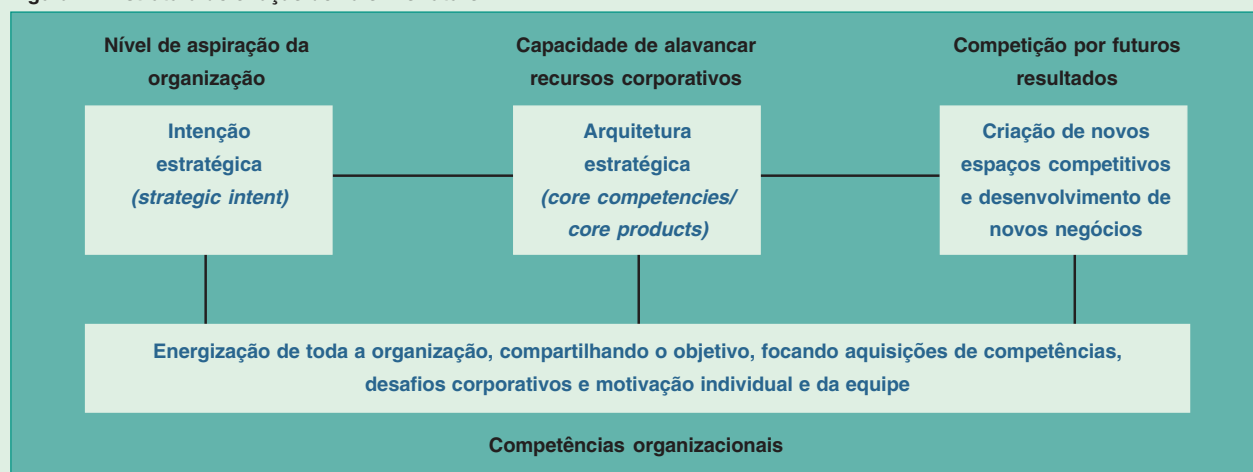 Nível de aspiração da
organização
Capacidade de alavancar
recursos corporativos
Competição por futuros
resultados
Intenção
estratégica
(strategic intent)
Arquitetura
estratégica
(core competencies/
core products)
Criação de novos
espaços competitivos
e desenvolvimento de
novos negócios
Energização de toda a organização, compartilhando o objetivo, focando aquisições de competências,
desafios corporativos e motivação individual e da equipe
Competências organizacionais